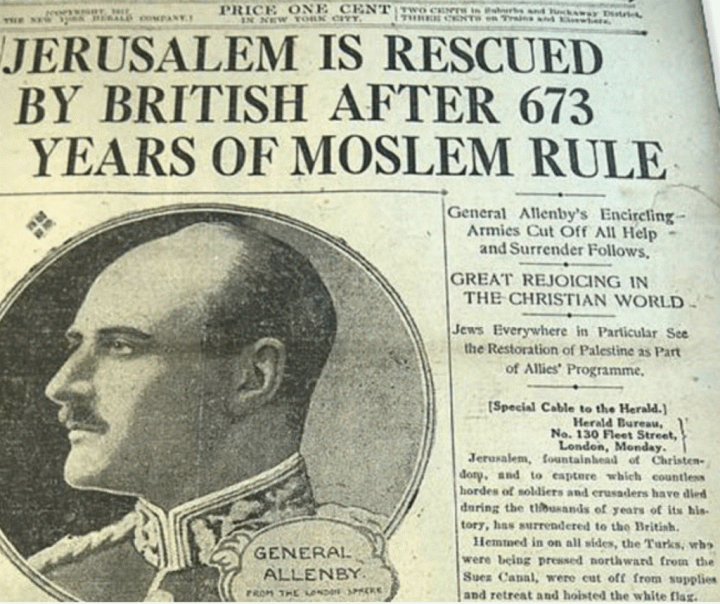 [COPYRIGHT, 1917
THE NEW YORK HERALD COMPANY.]
PRICE ONE CENT
IN NEW YORK CITY.
TWO CENTS in Suburbs and Rockaway District.
THREE CENTS on Trains and Elsewhere.
JERUSALEM IS RESCUED
BY BRITISH AFTER 673
YEARS OF MOSLEM RULE
General Allenby's Encircling
Armies Cut Off All Help
and Surrender Follows.
GREAT REJOICING IN
THE CHRISTIAN WORLD
Jews Everywhere in Particular See
the Restoration of Palestine as Part
of Allies' Programme.
[Special Cable to the Herald.]
Herald Bureau,
No. 130 Fleet Street,
London, Monday.
Jerusalem, fountainhead of Christen-
dom, and to capture which countless
hordes of soldiers and crusaders have died
during the thousands of years of its his-
tory, has surrendered to the British.
Hemmed in on all sides, the Turks, who
were being pressed northward from the
Suez Canal, were cut off from supplies
and retreat and hoisted the white flag.
GENERAL
ALLENBY.
FROM THE LONDON SPHERE